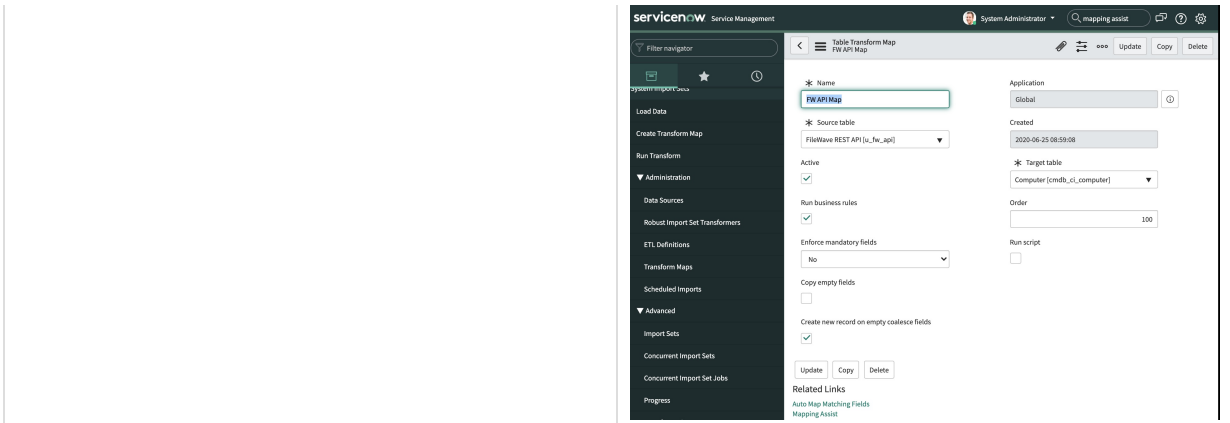 servicenow Service Management
System Administrator
mapping assist
Filter navigator
Table Transform Map
FW API Map
Update
Copy
Delete
System Import Sets
Load Data
Create Transform Map
Run Transform
Administration
Data Sources
Robust Import Set Transformers
ETL Definitions
Transform Maps
Scheduled Imports
Advanced
Import Sets
Concurrent Import Sets
Concurrent Import Set Jobs
Progress
Name
FW API Map
Application
Global
Source table
FileWave REST API [u_fw_api]
Created
2020-06-25 08:59:08
Active
Target table
Computer [cmdb_ci_computer]
Run business rules
Order
100
Enforce mandatory fields
No
Run script
Copy empty fields
Create new record on empty coalesce fields
Update
Copy
Delete
Related Links
Auto Map Matching Fields
Mapping Assist